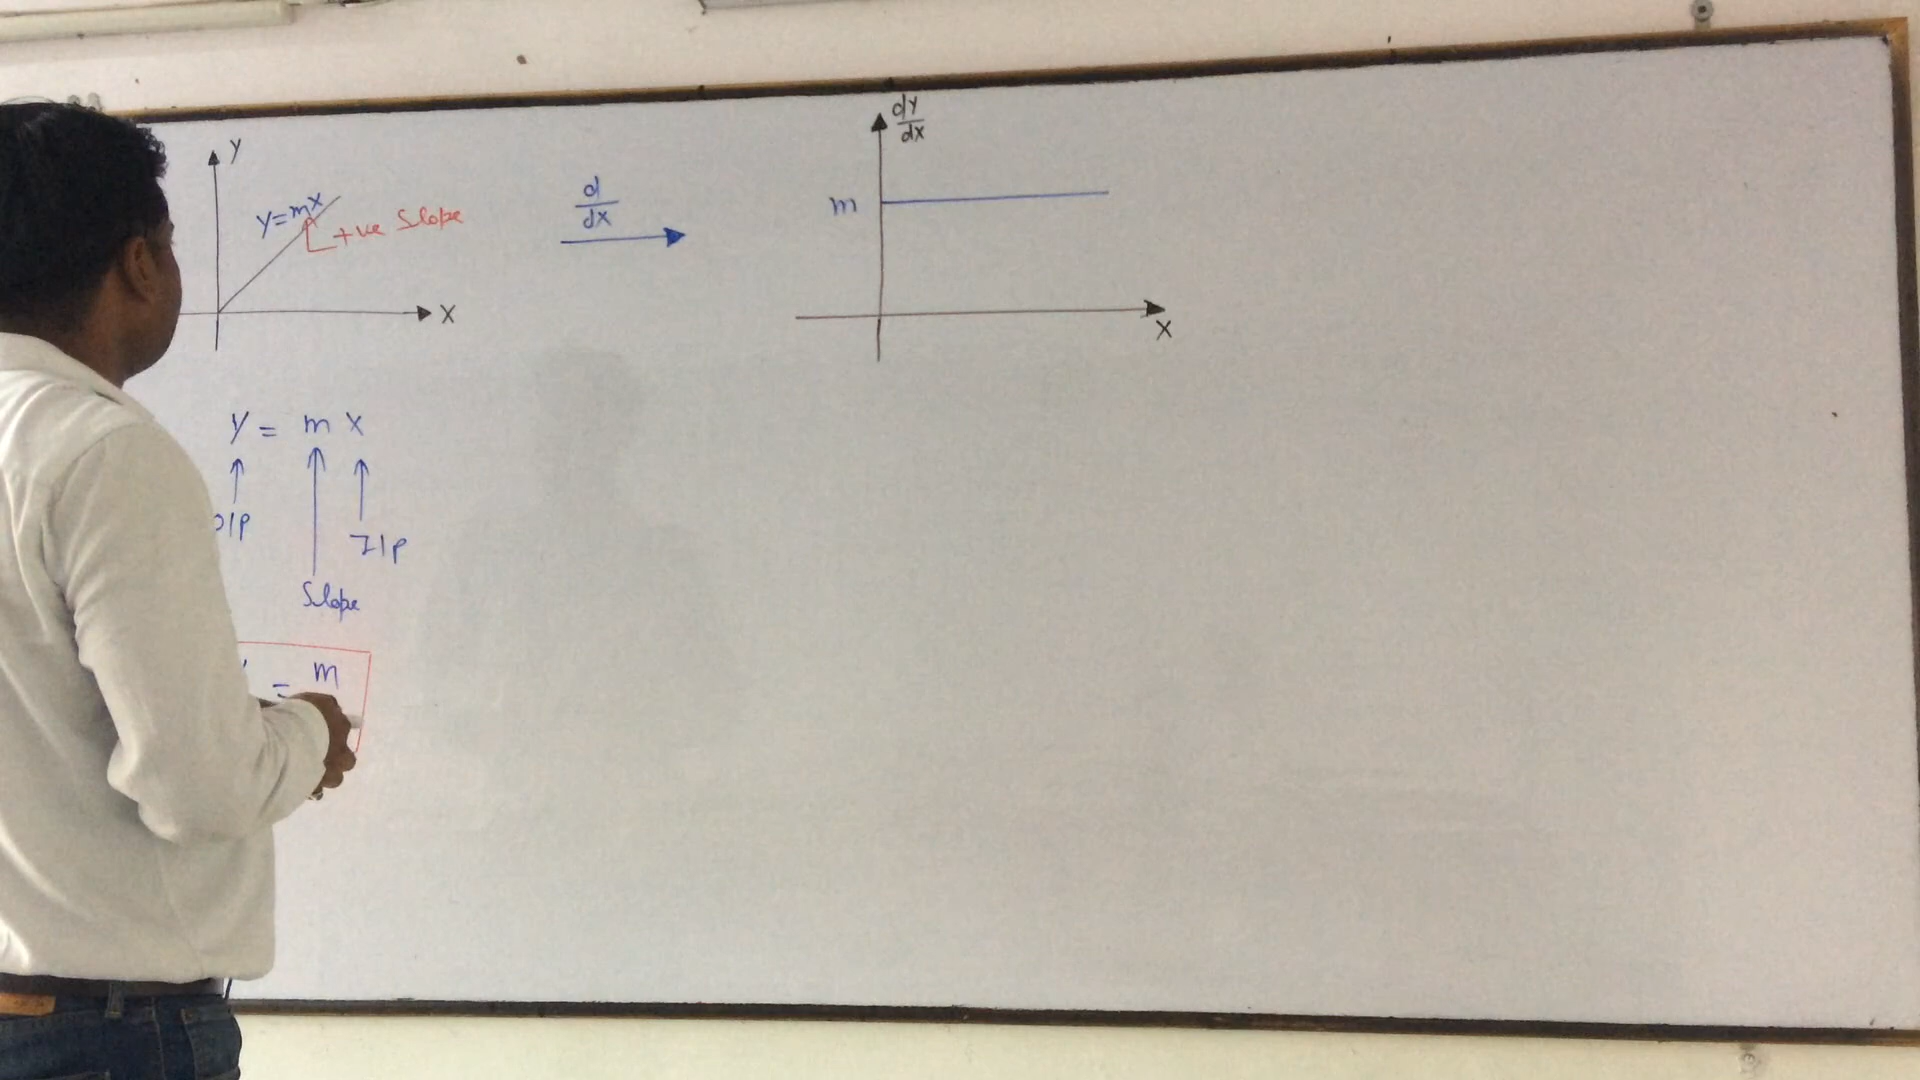 Y
Y=mX
+ve Slope
X
d
dx
dY
dx
m
X
Y = m X
O/P
I/P
Slope
= m